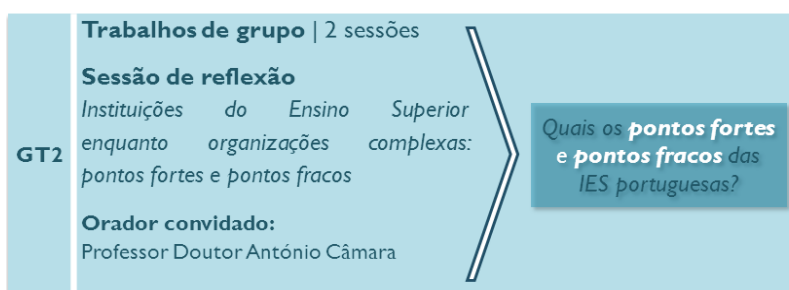 GT2
Trabalhos de grupo | 2 sessões
Sessão de reflexão
Instituições do Ensino Superior
enquanto organizações complexas:
pontos fortes e pontos fracos
Orador convidado:
Professor Doutor António Câmara
Quais os pontos fortes
e pontos fracos das
IES portuguesas?